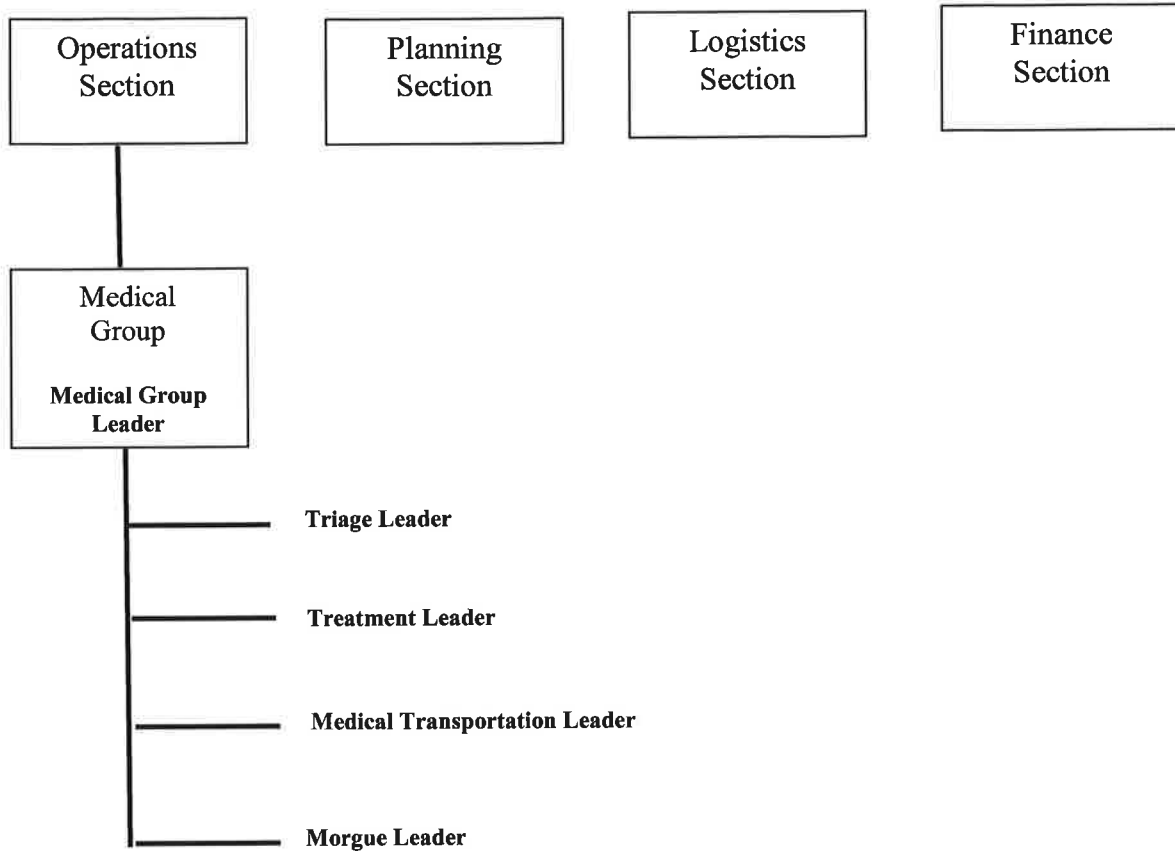 Operations
Section
Planning
Section
Logistics
Section
Finance
Section
Medical
Group
Medical Group
Leader
Triage Leader
Treatment Leader
Medical Transportation Leader
Morgue Leader